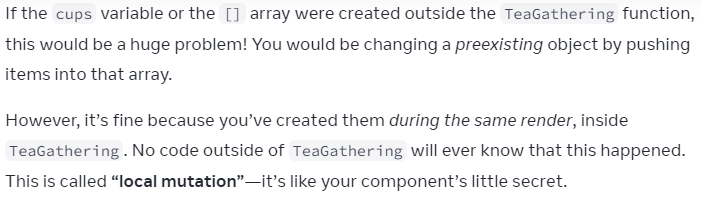 If the cups variable or the [] array were created outside the TeaGathering function,
this would be a huge problem! You would be changing a preexisting object by pushing
items into that array.
However, it’s fine because you’ve created them during the same render, inside
TeaGathering. No code outside of TeaGathering will ever know that this happened.
This is called “local mutation”—it’s like your component’s little secret.